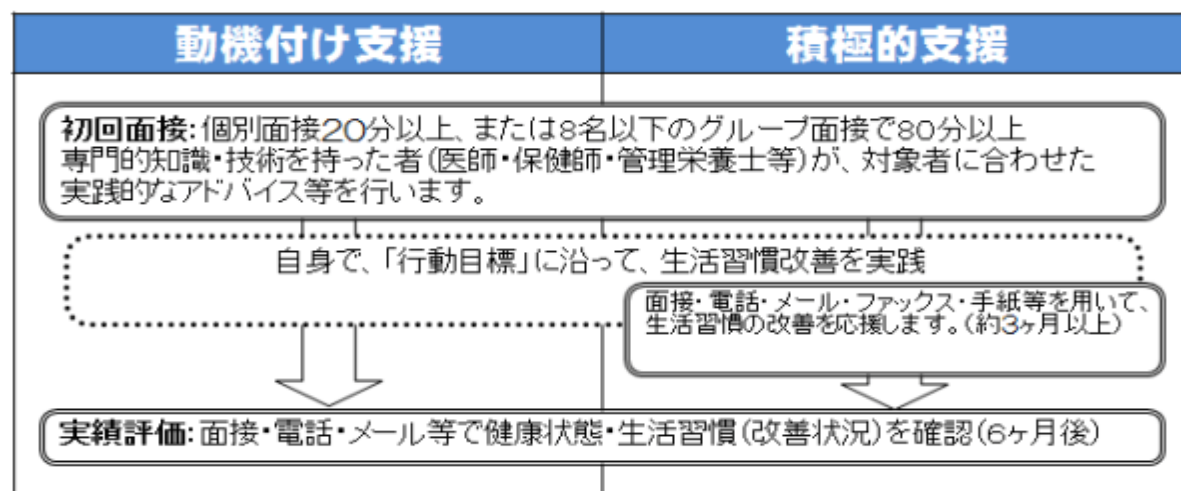 動機付け支援
積極的支援
初回面接:個別面接20分以上、または8名以下のグループ面接で80分以上
専門的知識・技術を持った者(医師・保健師・管理栄養士等)が、対象者に合わせた
実践的なアドバイス等を行います。
自身で、「行動目標」に沿って、生活習慣改善を実践
面接・電話・メール・ファックス・手紙等を用いて、
生活習慣の改善を応援します。(約3ヶ月以上)
実績評価:面接・電話・メール等で健康状態・生活習慣(改善状況)を確認(6ヶ月後)